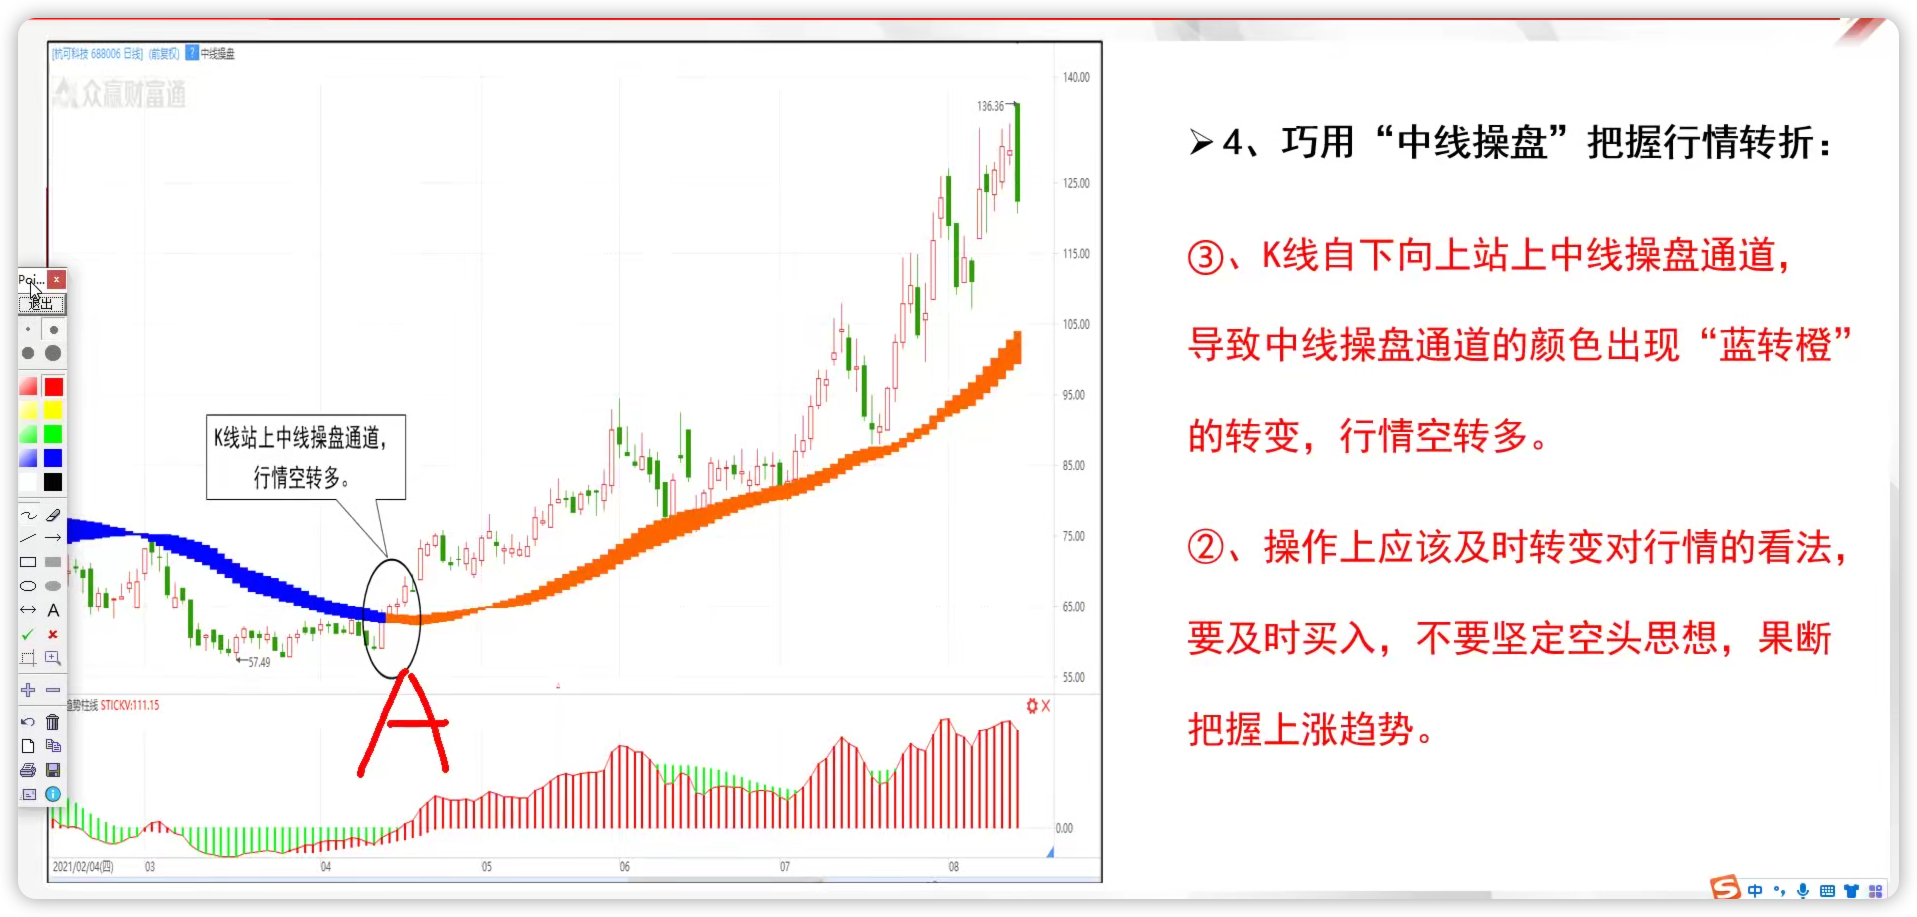 [杭可科技 688006 日线] (前复权) ? 中线操盘
众赢财富通
140.00
136.36
125.00
115.00
105.00
95.00
85.00
75.00
65.00
55.00
K线站上中线操盘通道,
行情空转多。
57.49
A
趋势柱线 STICKV:111.15
0.00
2021/02/04(四) 03 04 05 06 07 08
Poi...
退出
A
➢ 4、巧用“中线操盘”把握行情转折:
③、K线自下向上站上中线操盘通道,
导致中线操盘通道的颜色出现“蓝转橙”
的转变,行情空转多。
②、操作上应该及时转变对行情的看法,
要及时买入,不要坚定空头思想,果断
把握上涨趋势。
S 中